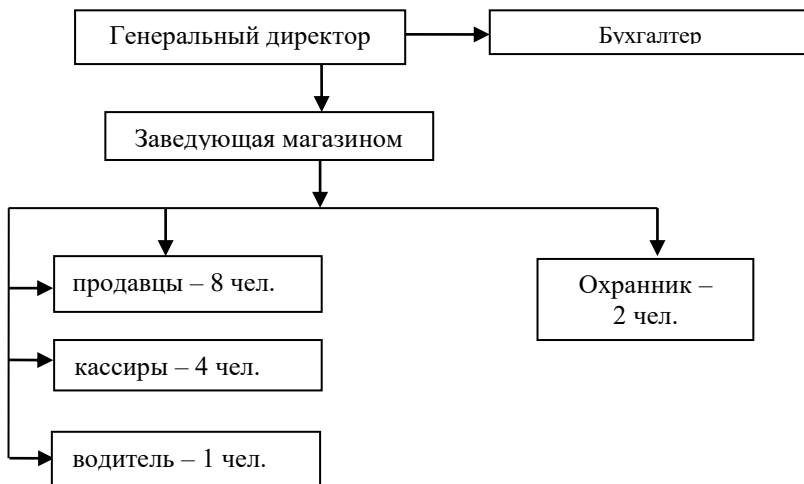 Генеральный директор
Бухгалтер
Заведующая магазином
продавцы – 8 чел.
Охранник –
2 чел.
кассиры – 4 чел.
водитель – 1 чел.